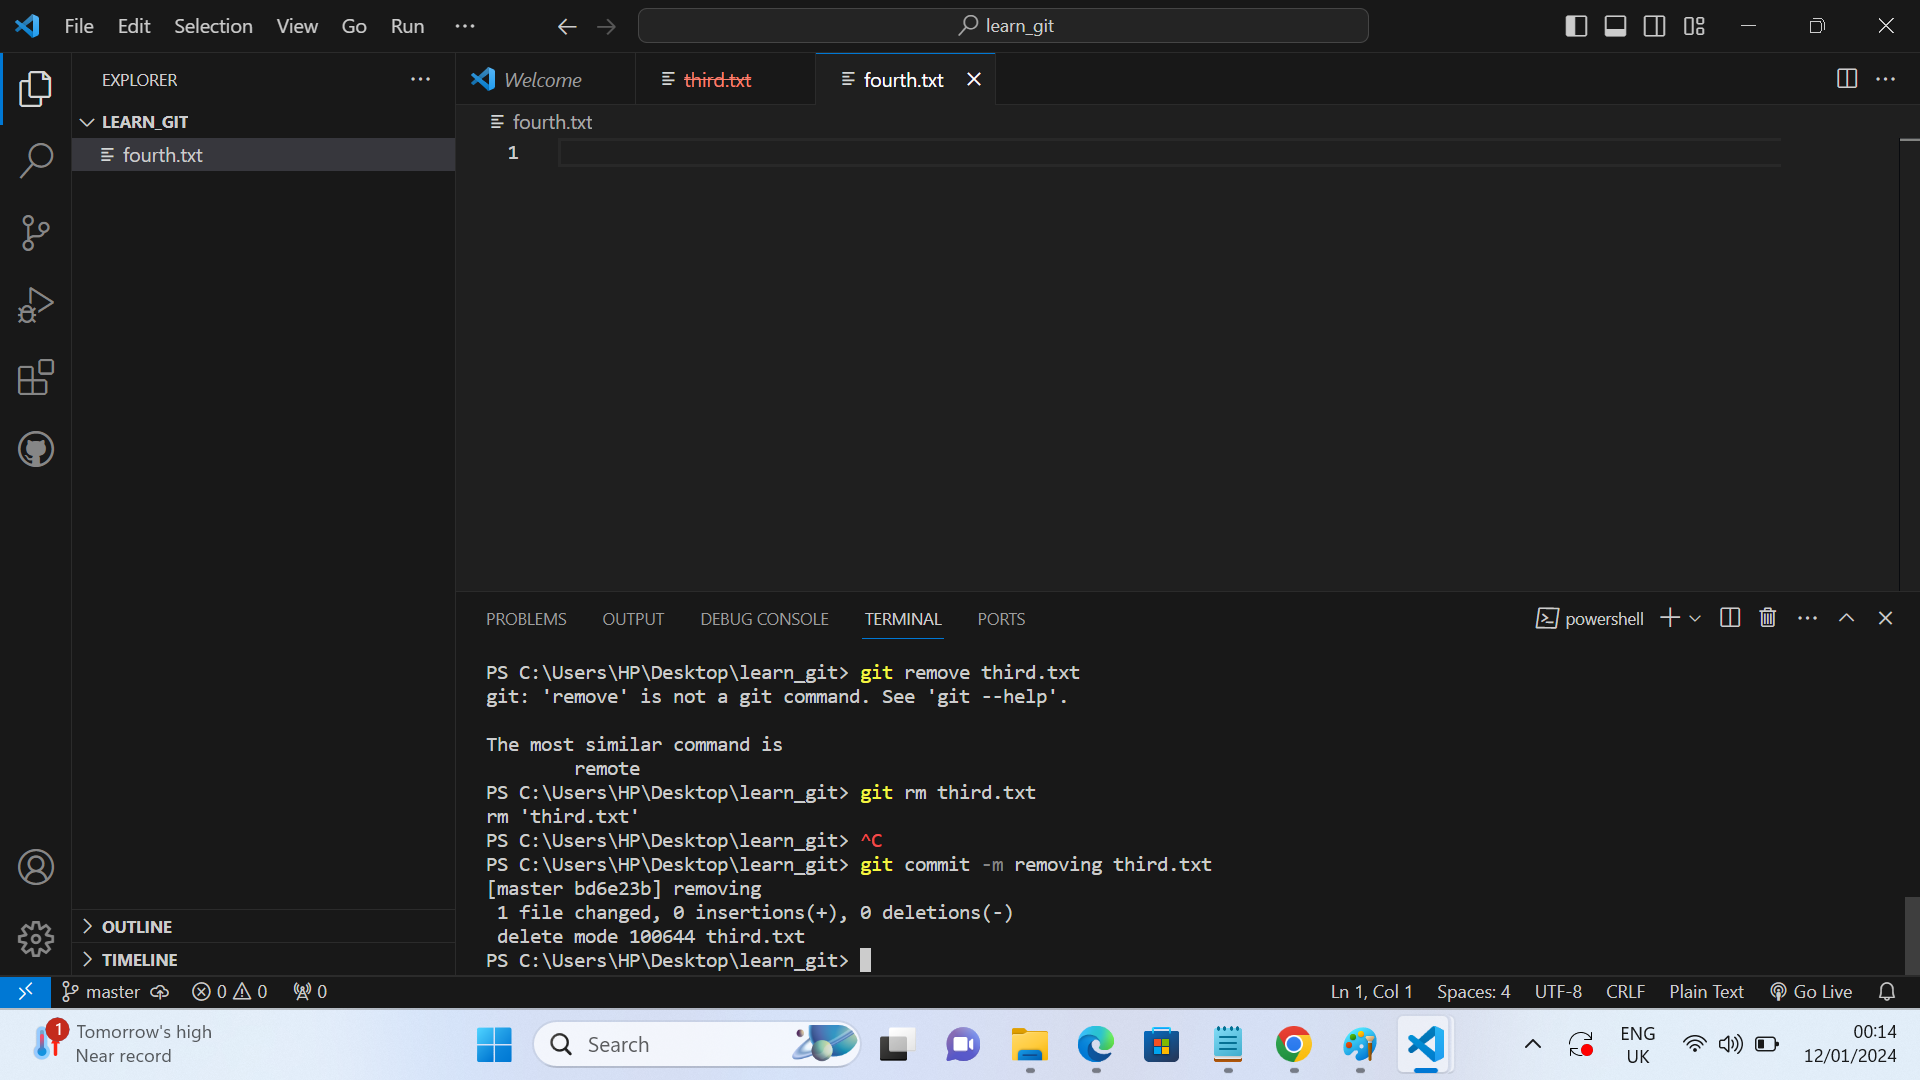 File Edit Selection View Go Run ···
learn_git
EXPLORER ···
Welcome third.txt fourth.txt
LEARN_GIT
fourth.txt
fourth.txt
1
PROBLEMS OUTPUT DEBUG CONSOLE TERMINAL PORTS
powershell
PS C:\Users\HP\Desktop\learn_git> git remove third.txt
git: 'remove' is not a git command. See 'git --help'.
The most similar command is
remote
PS C:\Users\HP\Desktop\learn_git> git rm third.txt
rm 'third.txt'
PS C:\Users\HP\Desktop\learn_git> ^C
PS C:\Users\HP\Desktop\learn_git> git commit -m removing third.txt
[master bd6e23b] removing
1 file changed, 0 insertions(+), 0 deletions(-)
delete mode 100644 third.txt
PS C:\Users\HP\Desktop\learn_git>
OUTLINE
TIMELINE
master 0 0 0 Ln 1, Col 1 Spaces: 4 UTF-8 CRLF Plain Text Go Live
1 Tomorrow's high
Near record
Search
ENG
UK
00:14
12/01/2024